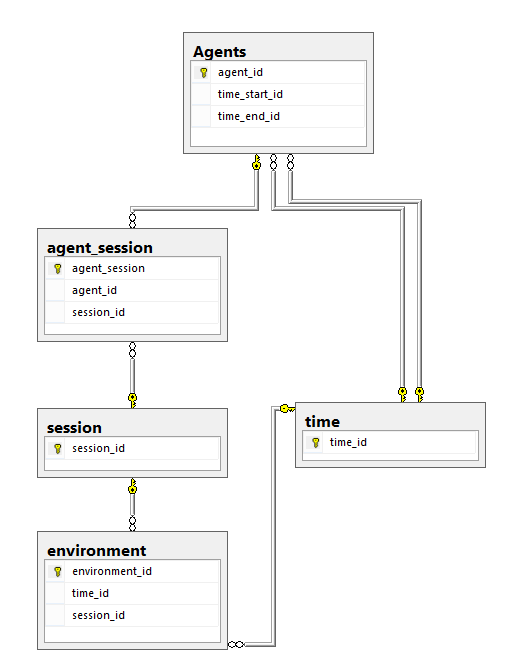 Agents
agent_id
time_start_id
time_end_id
agent_session
agent_session
agent_id
session_id
session
session_id
time
time_id
environment
environment_id
time_id
session_id